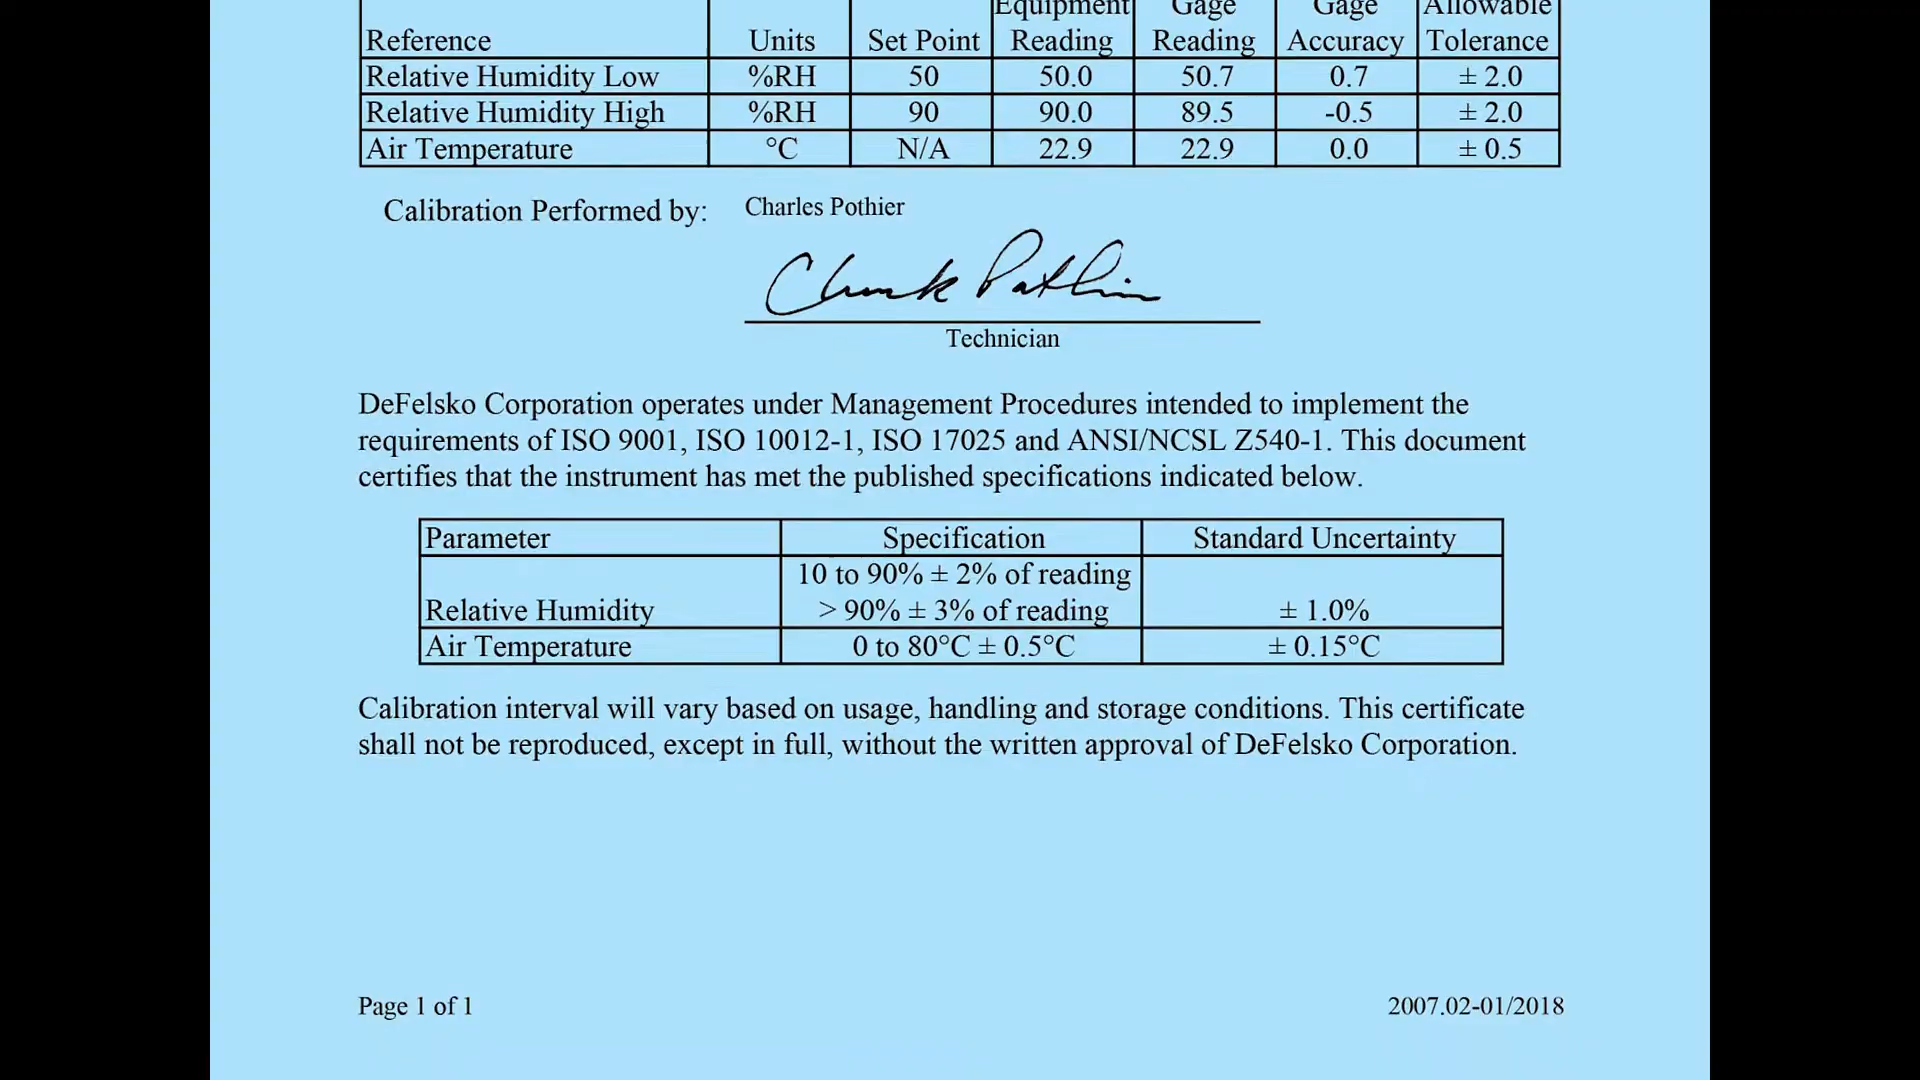 Equipment Gage Gage Allowable
Reference Units Set Point Reading Reading Accuracy Tolerance
Relative Humidity Low %RH 50 50.0 50.7 0.7 ± 2.0
Relative Humidity High %RH 90 90.0 89.5 -0.5 ± 2.0
Air Temperature °C N/A 22.9 22.9 0.0 ± 0.5
Calibration Performed by: Charles Pothier
Chuck Pothier
Technician
DeFelsko Corporation operates under Management Procedures intended to implement the
requirements of ISO 9001, ISO 10012-1, ISO 17025 and ANSI/NCSL Z540-1. This document
certifies that the instrument has met the published specifications indicated below.
Parameter Specification Standard Uncertainty
10 to 90% ± 2% of reading
Relative Humidity > 90% ± 3% of reading ± 1.0%
Air Temperature 0 to 80°C ± 0.5°C ± 0.15°C
Calibration interval will vary based on usage, handling and storage conditions. This certificate
shall not be reproduced, except in full, without the written approval of DeFelsko Corporation.
Page 1 of 1 2007.02-01/2018